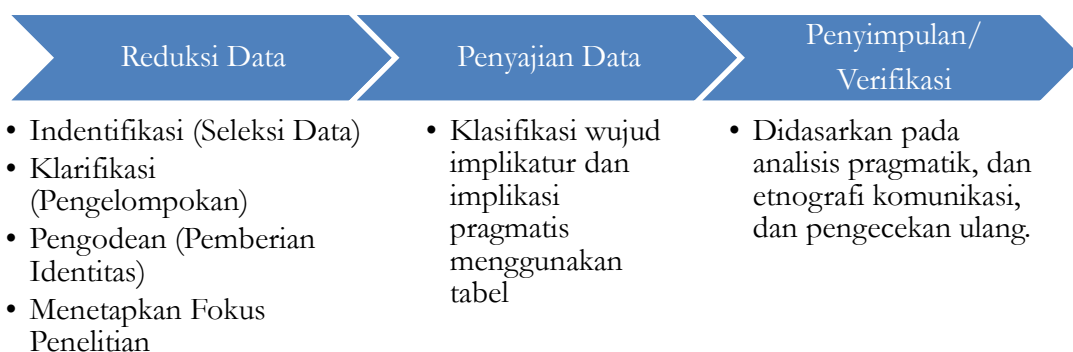 Reduksi Data
• Indentifikasi (Seleksi Data)
• Klarifikasi
(Pengelompokan)
• Pengodean (Pemberian
Identitas)
• Menetapkan Fokus
Penelitian
Penyajian Data
• Klasifikasi wujud
implikatur dan
implikasi
pragmatis
menggunakan
tabel
Penyimpulan/
Verifikasi
• Didasarkan pada
analisis pragmatik, dan
etnografi komunikasi,
dan pengecekan ulang.